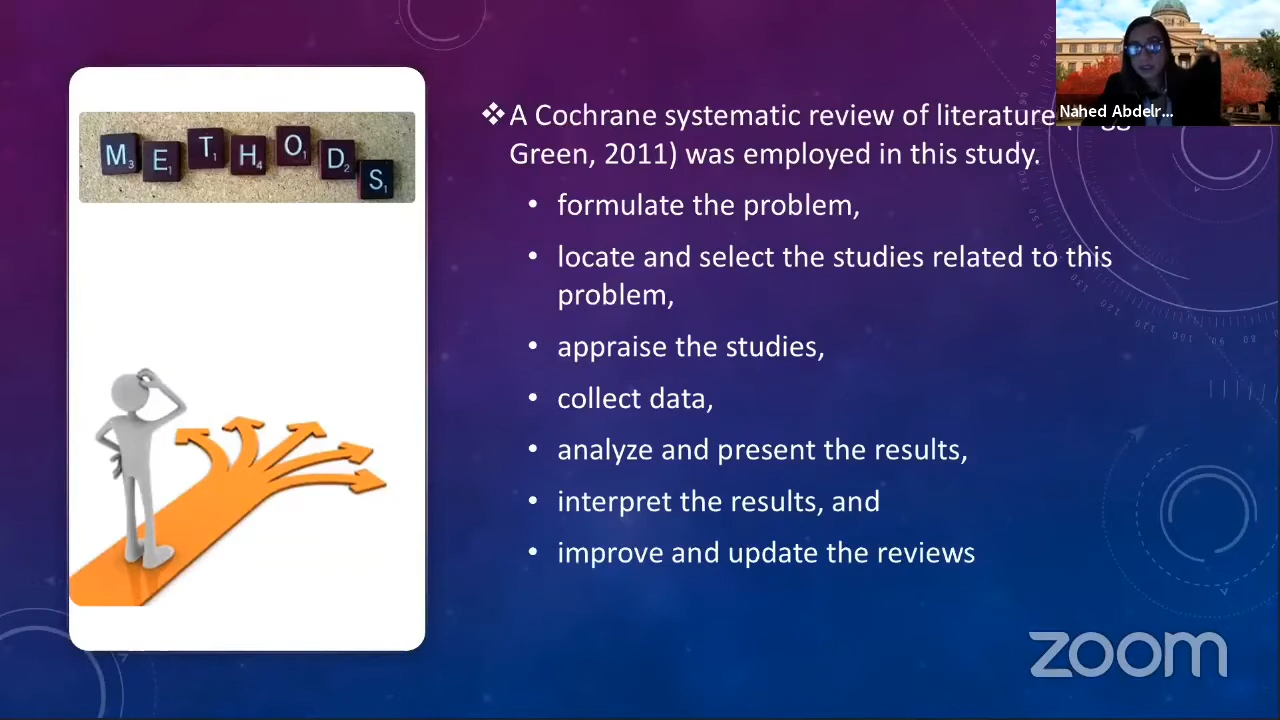 METHODS
❖A Cochrane systematic review of literature
Green, 2011) was employed in this study.
• formulate the problem,
• locate and select the studies related to this
problem,
• appraise the studies,
• collect data,
• analyze and present the results,
• interpret the results, and
• improve and update the reviews
Nahed Abdelr...
zoom